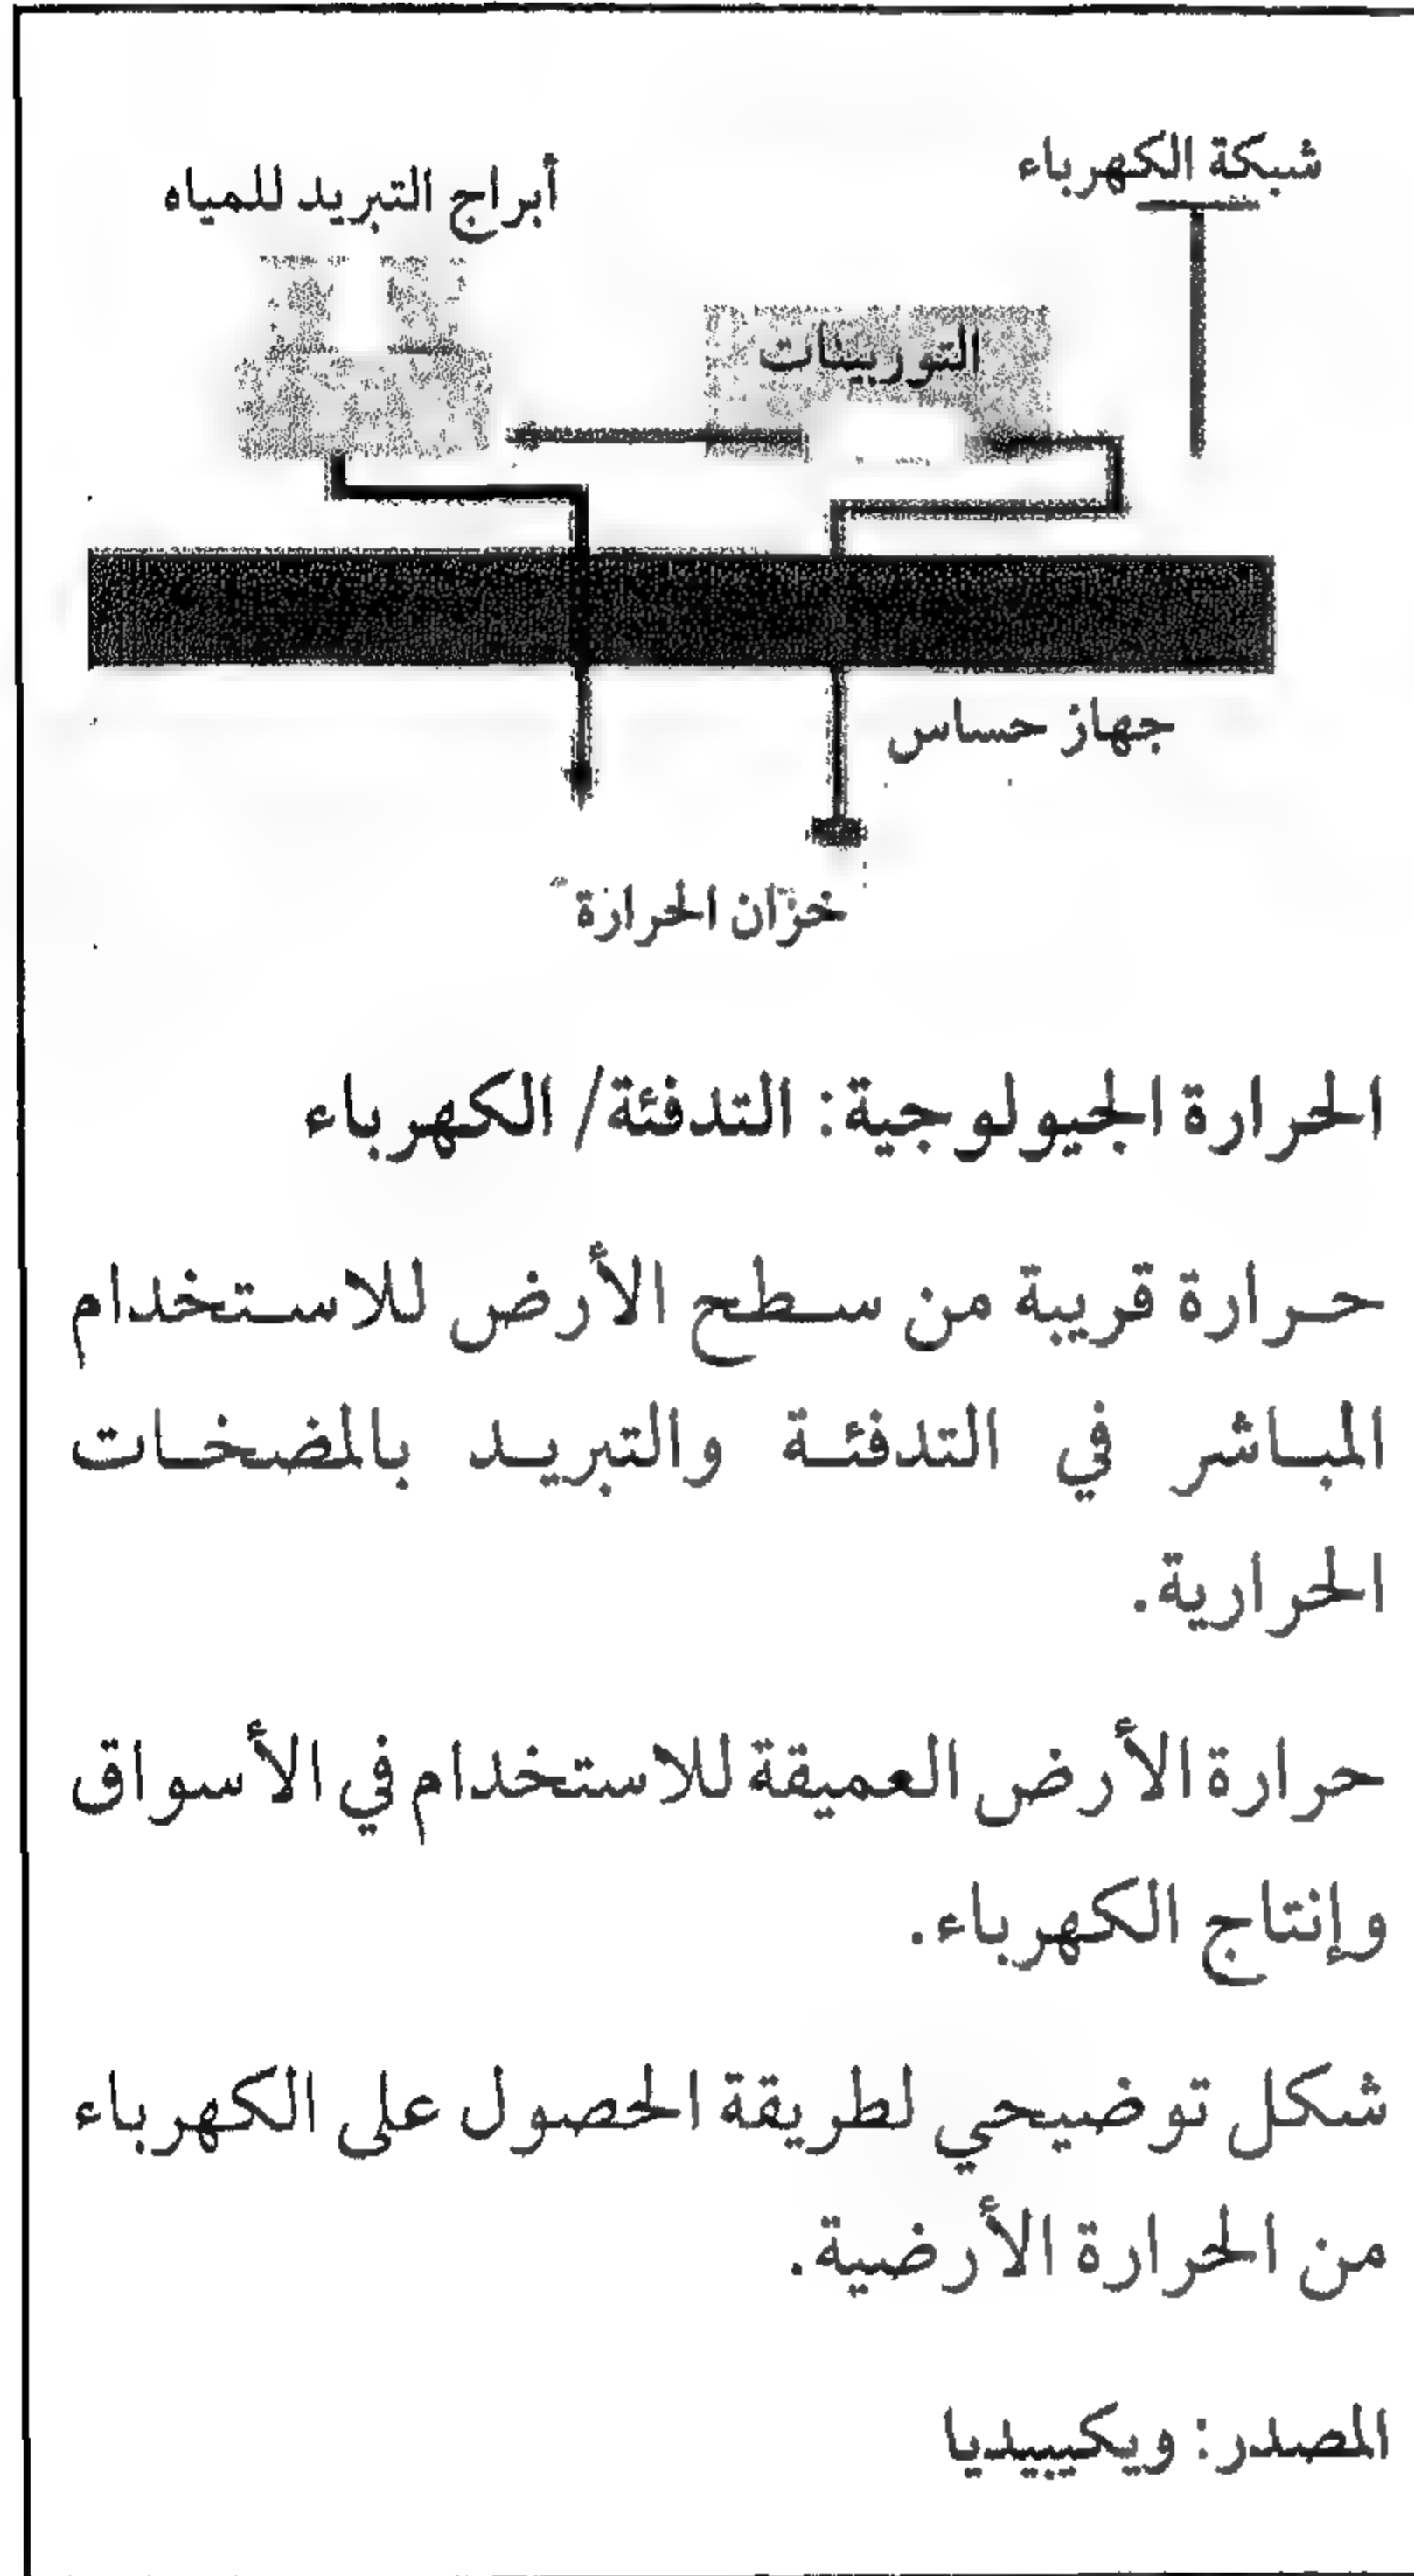 شبكة الكهرباء
أبراج التبريد للمياه
التوربينات
جهاز حساس
خزّان الحرارة
الحرارة الجيولوجية: التدفئة/ الكهرباء
حرارة قريبة من سطح الأرض للاستخدام
المباشر في التدفئة والتبريد بالمضخات
الحرارية.
حرارة الأرض العميقة للاستخدام في الأسواق
وإنتاج الكهرباء.
شكل توضيحي لطريقة الحصول على الكهرباء
من الحرارة الأرضية.
المصدر: ويكيبيديا